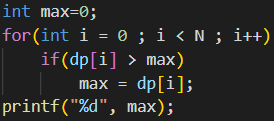 int max=0;
for(int i = 0 ; i < N ; i++)
    if(dp[i] > max)
        max = dp[i];
printf("%d", max);